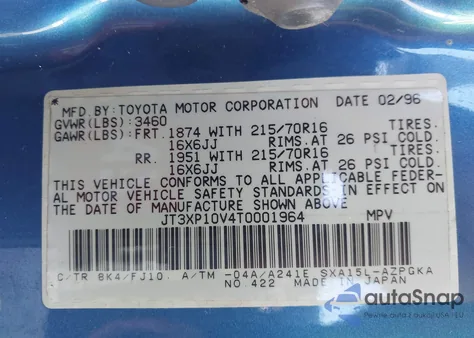 MFD. BY: TOYOTA MOTOR CORPORATION DATE 02/96
GVWR(LBS):3460
GAWR(LBS):FRT. 1874 WITH 215/70R16 TIRES.
16X6JJ RIMS.AT 26 PSI COLD.
RR. 1951 WITH 215/70R16 TIRES.
16X6JJ RIMS.AT 26 PSI COLD.
THIS VEHICLE CONFORMS TO ALL APPLICABLE FEDER-
AL MOTOR VEHICLE SAFETY STANDARDS IN EFFECT ON
THE DATE OF MANUFACTURE SHOWN ABOVE
JT3XP10V4T0001964 MPV
C/TR 8K4/FJ10. A/TM -04A/A241E SXA15L-AZPGKA
NO.422 MADE IN JAPAN
autoSnap